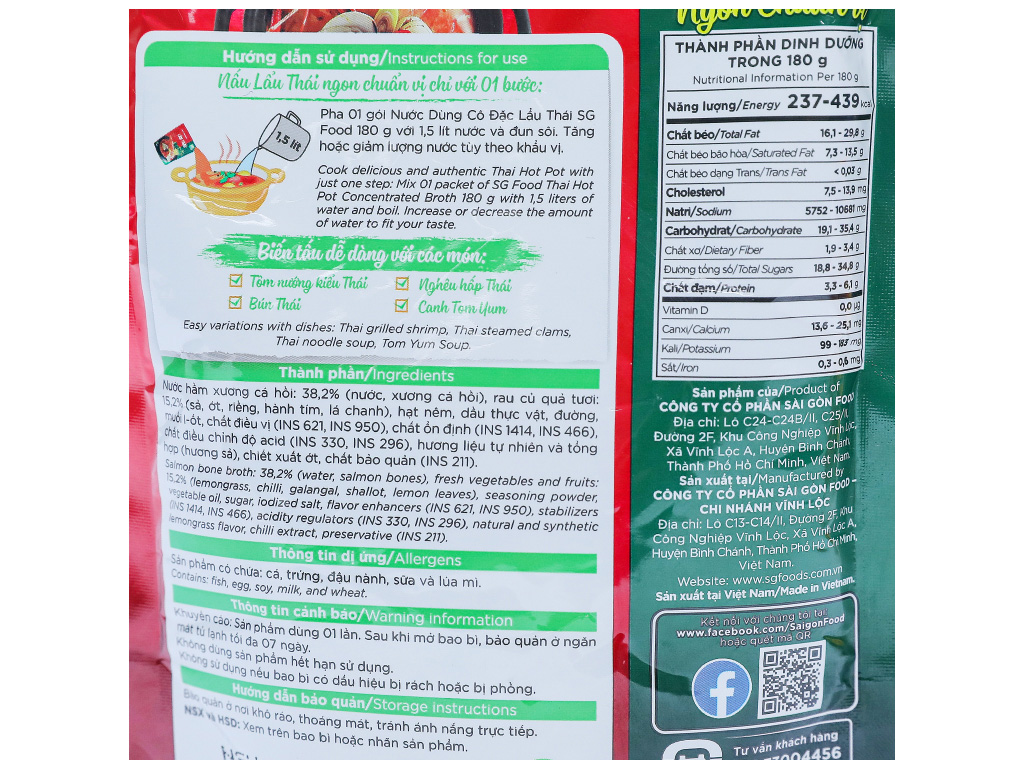 Hướng dẫn sử dụng/Instructions for use
Nấu Lẩu Thái ngon chuẩn vị chỉ với 01 bước:
1,5 lít
Pha 01 gói Nước Dùng Cô Đặc Lẩu Thái SG
Food 180 g với 1,5 lít nước và đun sôi. Tăng
hoặc giảm lượng nước tùy theo khẩu vị.
Cook delicious and authentic Thai Hot Pot with
just one step: Mix 01 packet of SG Food Thai Hot
Pot Concentrated Broth 180 g with 1,5 liters of
water and boil. Increase or decrease the amount
of water to fit your taste.
Biến tấu dễ dàng với các món:
Tôm nướng kiểu Thái
Nghêu hấp Thái
Bún Thái
Canh Tom Yum
Easy variations with dishes: Thai grilled shrimp, Thai steamed clams,
Thai noodle soup, Tom Yum Soup.
Thành phần/Ingredients
Nước hầm xương cá hồi: 38,2% (nước, xương cá hồi), rau củ quả tươi:
15,2% (sả, ớt, riềng, hành tím, lá chanh), hạt nêm, dầu thực vật, đường,
muối I-ốt, chất điều vị (INS 621, INS 950), chất ổn định (INS 1414, INS 466),
chất điều chỉnh độ acid (INS 330, INS 296), hương liệu tự nhiên và tổng
hợp (hương sả), chiết xuất ớt, chất bảo quản (INS 211).
Salmon bone broth: 38,2% (water, salmon bones), fresh vegetables and fruits:
15,2% (lemongrass, chilli, galangal, shallot, lemon leaves), seasoning powder,
vegetable oil, sugar, iodized salt, flavor enhancers (INS 621, INS 950), stabilizers
(INS 1414, INS 466), acidity regulators (INS 330, INS 296), natural and synthetic
lemongrass flavor, chilli extract, preservative (INS 211).
Thông tin dị ứng/Allergens
Sản phẩm có chứa: cá, trứng, đậu nành, sữa và lúa mì.
Contains: fish, egg, soy, milk, and wheat.
Thông tin cảnh báo/Warning information
Khuyến cáo: Sản phẩm dùng 01 lần. Sau khi mở bao bì, bảo quản ở ngăn
mát tủ lạnh tối đa 07 ngày.
Không dùng sản phẩm hết hạn sử dụng.
Không sử dụng nếu bao bì có dấu hiệu bị rách hoặc bị phồng.
Hướng dẫn bảo quản/Storage instructions
Bảo quản ở nơi khô ráo, thoáng mát, tránh ánh nắng trực tiếp.
NSX và HSD: Xem trên bao bì hoặc nhãn sản phẩm.
Ngon Chuẩn Vị
THÀNH PHẦN DINH DƯỠNG
TRONG 180 g
Nutritional Information Per 180 g
Năng lượng/Energy 237-439 kcal
Chất béo/Total Fat 16,1 - 29,8 g
Chất béo bão hòa/Saturated Fat 7,3 - 13,5 g
Chất béo dạng Trans/Trans Fat < 0,03 g
Cholesterol 7,5 - 13,9 mg
Natri/Sodium 5752 - 10681 mg
Carbohydrat/Carbohydrate 19,1 - 35,4 g
Chất xơ/Dietary Fiber 1,9 - 3,4 g
Đường tổng số/Total Sugars 18,8 - 34,8 g
Chất đạm/Protein 3,3 - 6,1 g
Vitamin D 0,0 µg
Canxi/Calcium 13,6 - 25,1 mg
Kali/Potassium 99 - 183 mg
Sắt/Iron 0,3 - 0,6 mg
Sản phẩm của/Product of
CÔNG TY CỔ PHẦN SÀI GÒN FOOD
Địa chỉ: Lô C24-C24B/II, C25/II,
Đường 2F, Khu Công Nghiệp Vĩnh Lộc,
Xã Vĩnh Lộc A, Huyện Bình Chánh,
Thành Phố Hồ Chí Minh, Việt Nam.
Sản xuất tại/Manufactured by
CÔNG TY CỔ PHẦN SÀI GÒN FOOD –
CHI NHÁNH VĨNH LỘC
Địa chỉ: Lô C13-C14/II, Đường 2F, Khu
Công Nghiệp Vĩnh Lộc, Xã Vĩnh Lộc A,
Huyện Bình Chánh, Thành Phố Hồ Chí Minh,
Việt Nam.
Website: www.sgfoods.com.vn
Sản xuất tại Việt Nam/Made in Vietnam.
Kết nối với chúng tôi tại:
www.facebook.com/SaigonFood
hoặc quét mã QR
Tư vấn khách hàng